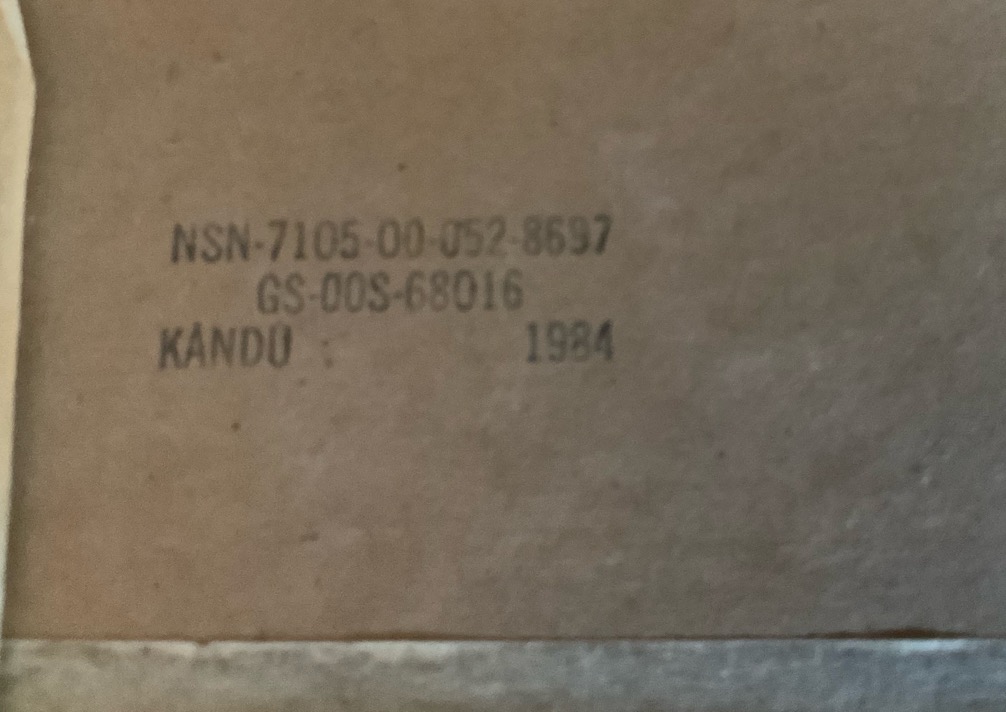 NSN-7105-00-052-8697
GS-00S-68016
KANDU : 1984